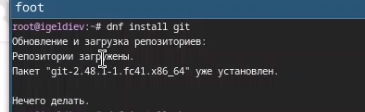 foot
root@igeldiev:~# dnf install git
Обновление и загрузка репозиториев:
Репозитории загружены.
Пакет "git-2.48.1-1.fc41.x86_64" уже установлен.
Нечего делать.